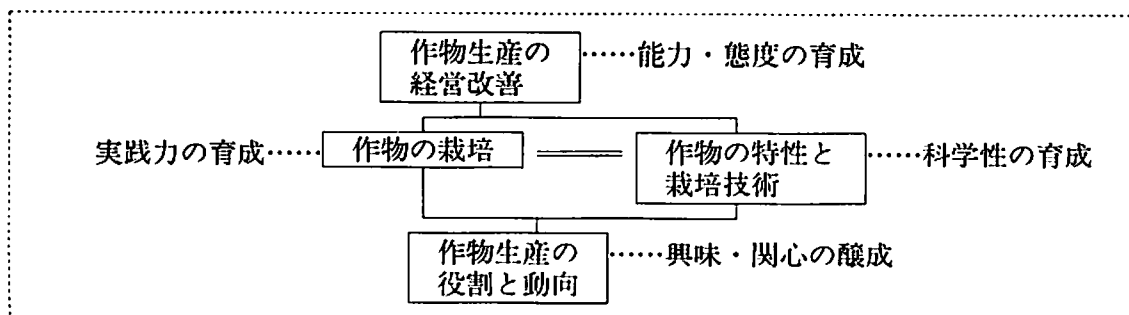 作物生産の……能力・態度の育成
経営改善
実践力の育成……作物の栽培
作物の特性と……科学性の育成
栽培技術
作物生産の……興味・関心の醸成
役割と動向